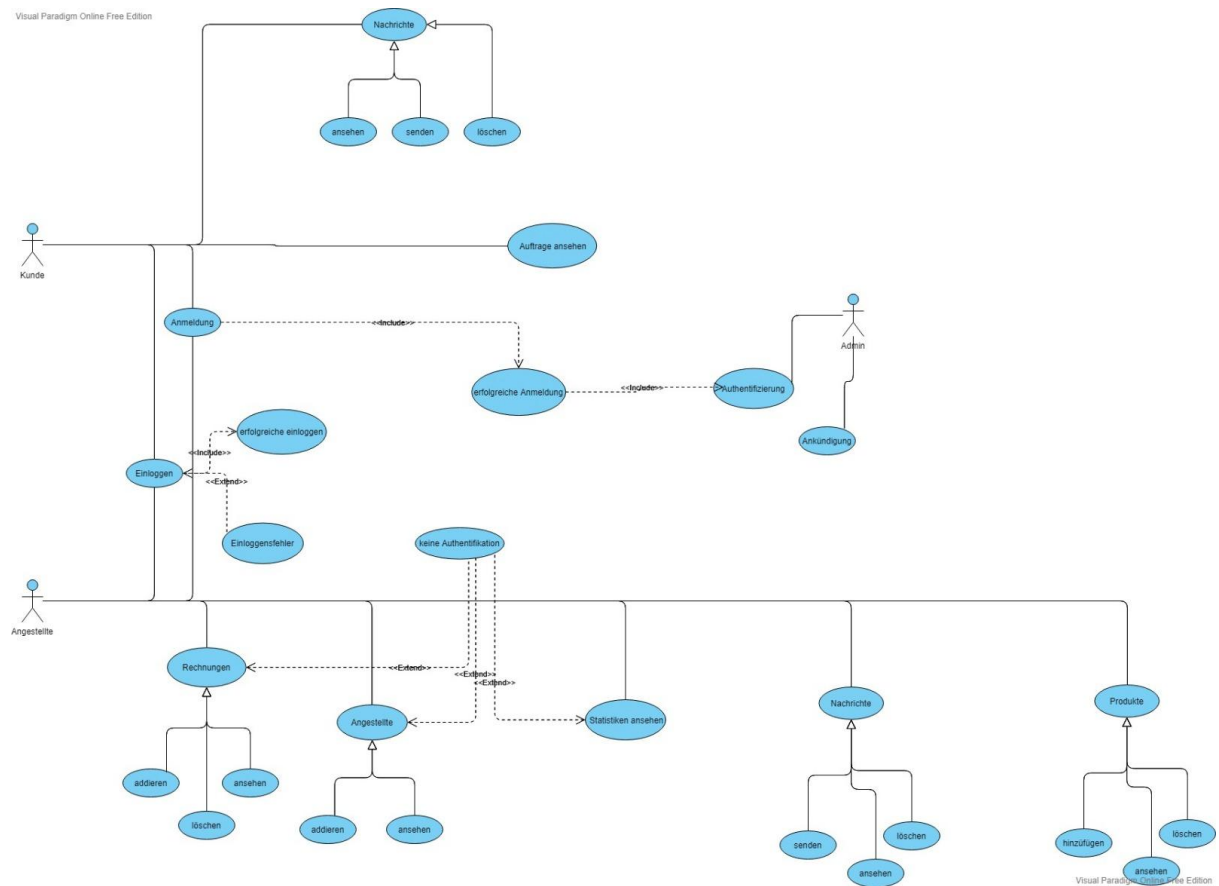 Visual Paradigm Online Free Edition
Nachrichte
ansehen
senden
löschen
Auftrage ansehen
Kunde
Anmeldung
<<Include>>
Admin
erfolgreiche Anmeldung
<<Include>>
Authentifizierung
erfolgreiche einloggen
Ankündigung
<<Include>>
Einloggen
<<Extend>>
Einloggensfehler
keine Authentifikation
Angestellte
Rechnungen
<<Extend>>
<<Extend>>
<<Extend>>
Angestellte
Statistiken ansehen
Nachrichte
Produkte
addieren
ansehen
löschen
addieren
ansehen
senden
ansehen
löschen
hinzüfügen
ansehen
löschen
Visual Paradigm Online Free Edition